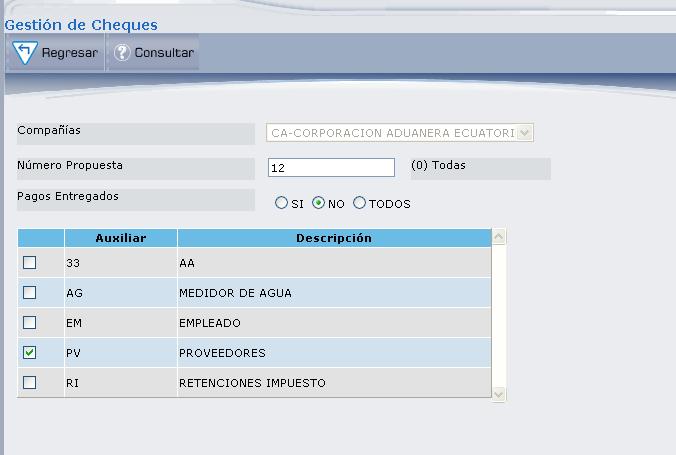 Gestión de Cheques
Regresar ? Consultar
Compañías CA-CORPORACION ADUANERA ECUATORI
Número Propuesta 12 (0) Todas
Pagos Entregados SI NO TODOS
Auxiliar Descripción
33 AA
AG MEDIDOR DE AGUA
EM EMPLEADO
PV PROVEEDORES
RI RETENCIONES IMPUESTO